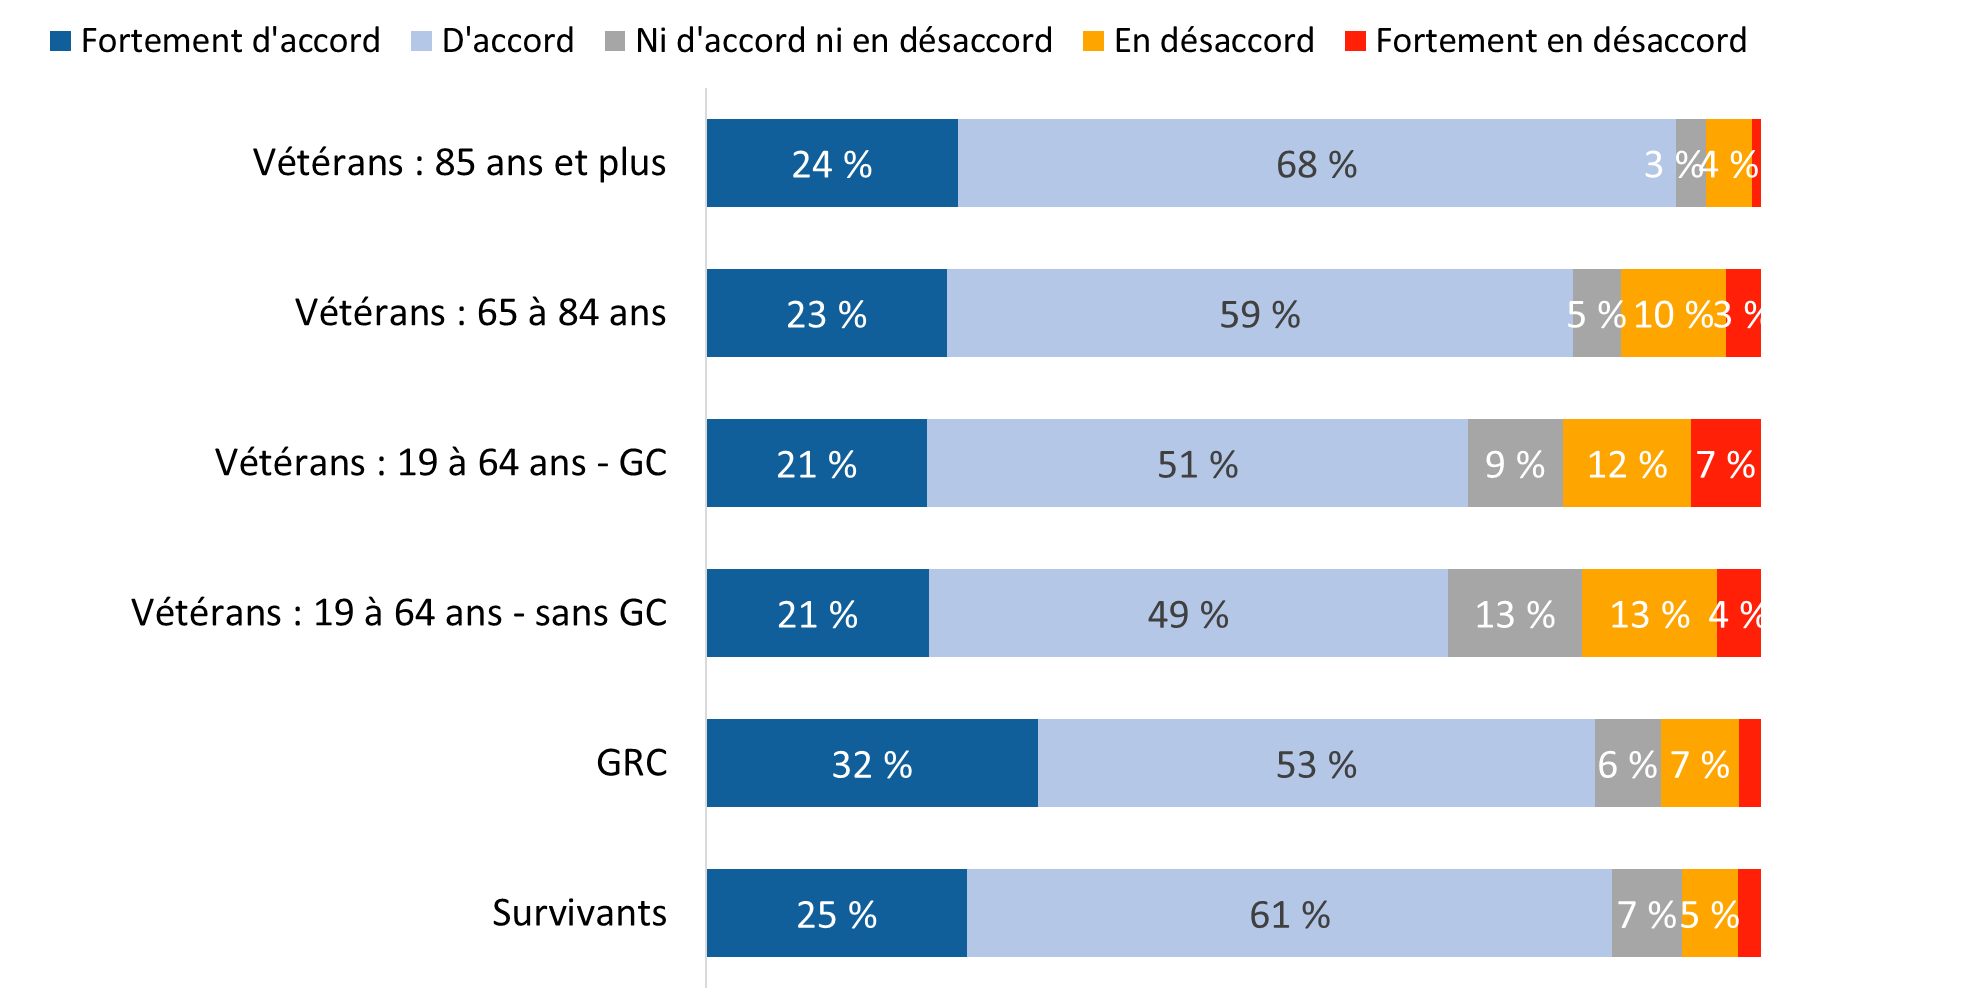 Fortement d'accord D'accord Ni d'accord ni en désaccord En désaccord Fortement en désaccord
Vétérans : 85 ans et plus 24 % 68 % 3 % 4 %
Vétérans : 65 à 84 ans 23 % 59 % 5 % 10 % 3 %
Vétérans : 19 à 64 ans - GC 21 % 51 % 9 % 12 % 7 %
Vétérans : 19 à 64 ans - sans GC 21 % 49 % 13 % 13 % 4 %
GRC 32 % 53 % 6 % 7 %
Survivants 25 % 61 % 7 % 5 %